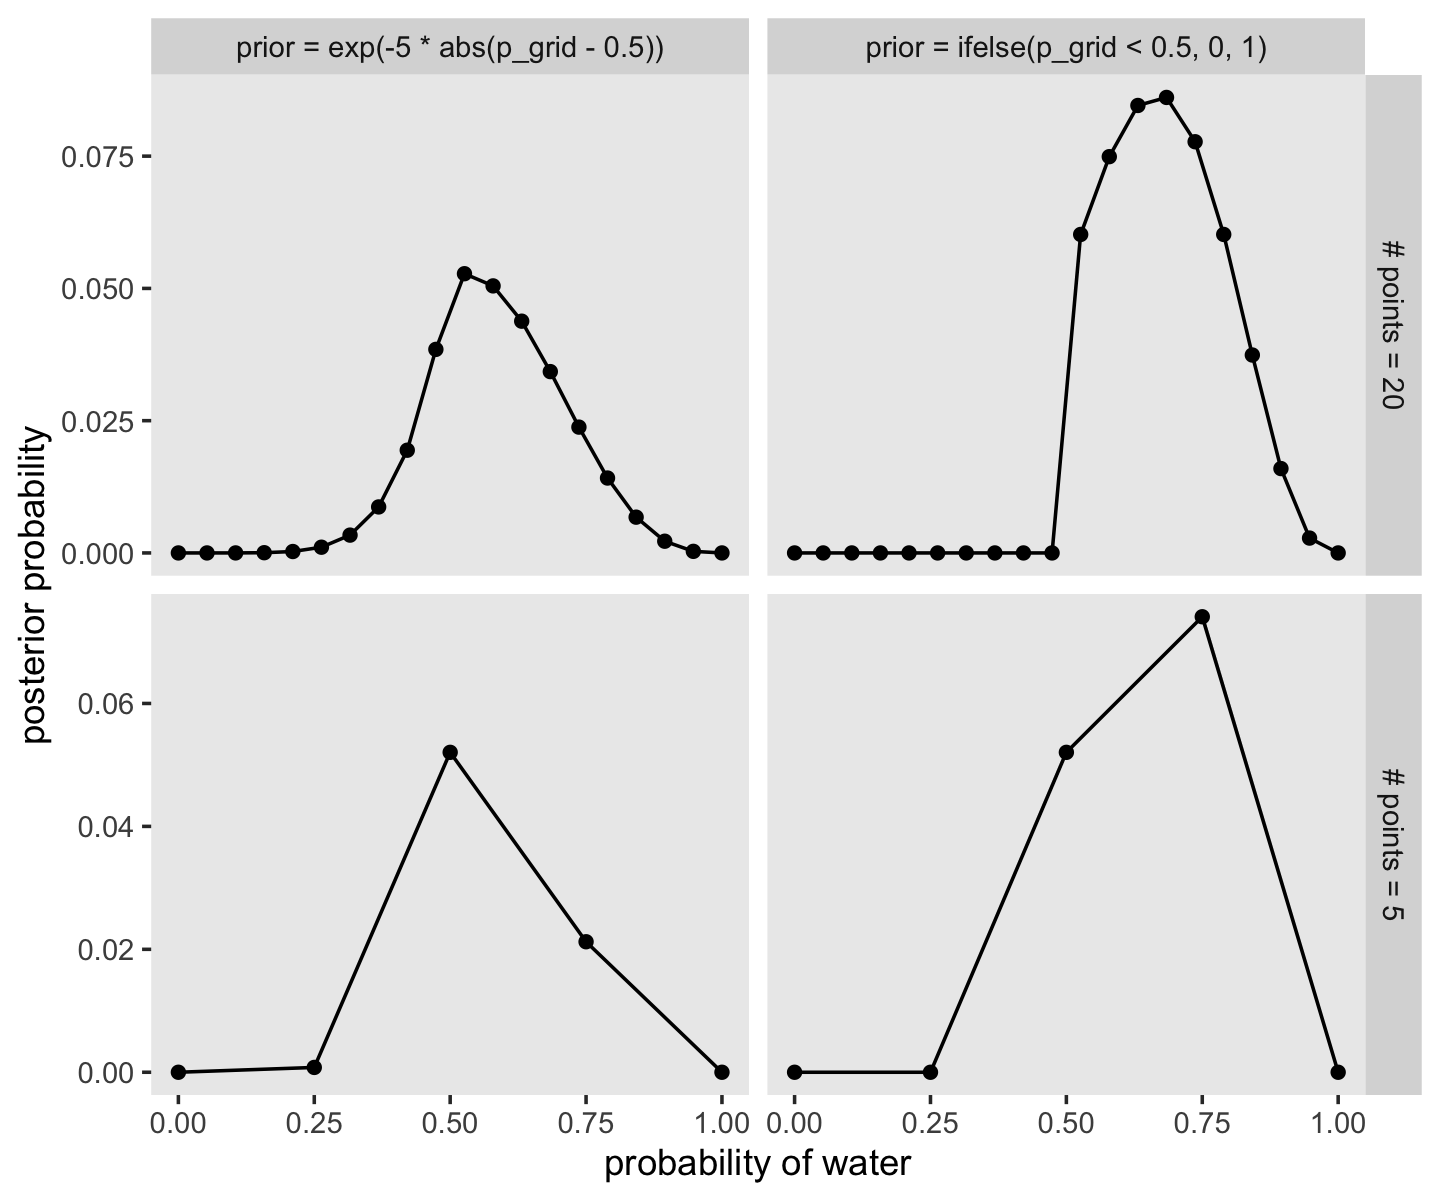 prior = exp(-5 * abs(p_grid - 0.5))
prior = ifelse(p_grid < 0.5, 0, 1)
0.075
0.050
0.025
0.000
# points = 20
posterior probability
0.06
0.04
0.02
0.00
# points = 5
0.00 0.25 0.50 0.75 1.00
0.00 0.25 0.50 0.75 1.00
probability of water